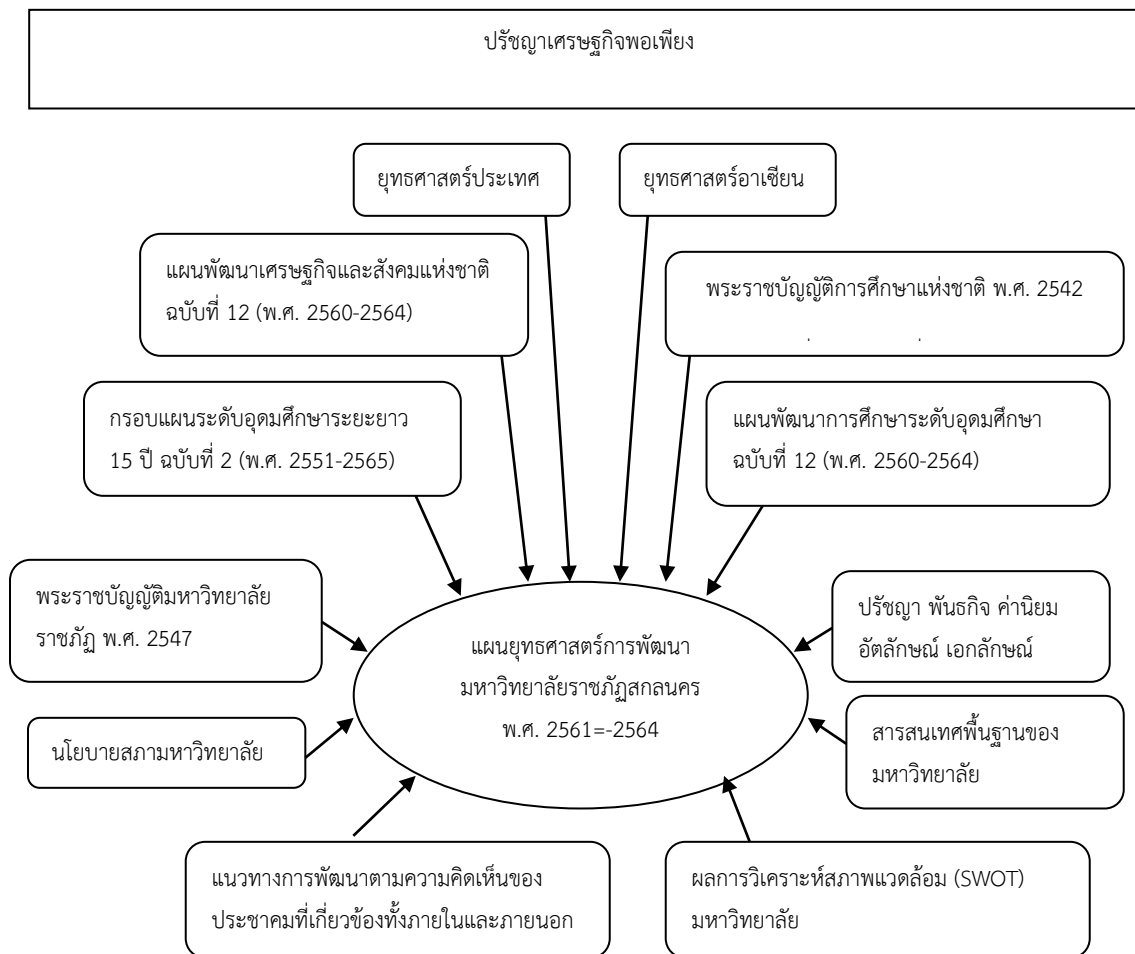 ปรัชญาเศรษฐกิจพอเพียง
ยุทธศาสตร์ประเทศ
ยุทธศาสตร์อาเซียน
แผนพัฒนาเศรษฐกิจและสังคมแห่งชาติ
ฉบับที่ 12 (พ.ศ. 2560-2564)
พระราชบัญญัติการศึกษาแห่งชาติ พ.ศ. 2542
กรอบแผนระดับอุดมศึกษาระยะยาว
15 ปี ฉบับที่ 2 (พ.ศ. 2551-2565)
แผนพัฒนาการศึกษาระดับอุดมศึกษา
ฉบับที่ 12 (พ.ศ. 2560-2564)
พระราชบัญญัติมหาวิทยาลัย
ราชภัฏ พ.ศ. 2547
ปรัชญา พันธกิจ ค่านิยม
อัตลักษณ์ เอกลักษณ์
แผนยุทธศาสตร์การพัฒนา
มหาวิทยาลัยราชภัฏสกลนคร
พ.ศ. 2561=-2564
นโยบายสภามหาวิทยาลัย
สารสนเทศพื้นฐานของ
มหาวิทยาลัย
แนวทางการพัฒนาตามความคิดเห็นของ
ประชาคมที่เกี่ยวข้องทั้งภายในและภายนอก
ผลการวิเคราะห์สภาพแวดล้อม (SWOT)
มหาวิทยาลัย